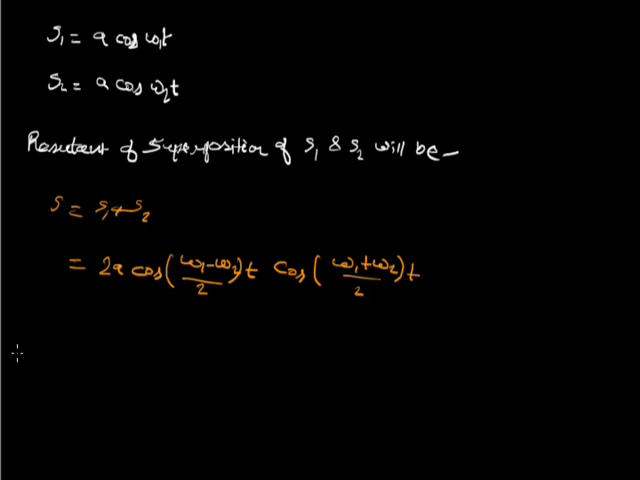 S₁ = a cos ω₁t
S₂ = a cos ω₂t
Resultant of Superposition of S₁ & S₂ will be –
S = S₁+S₂
= 2a cos((ω₁-ω₂)/2)t cos((ω₁+ω₂)/2)t